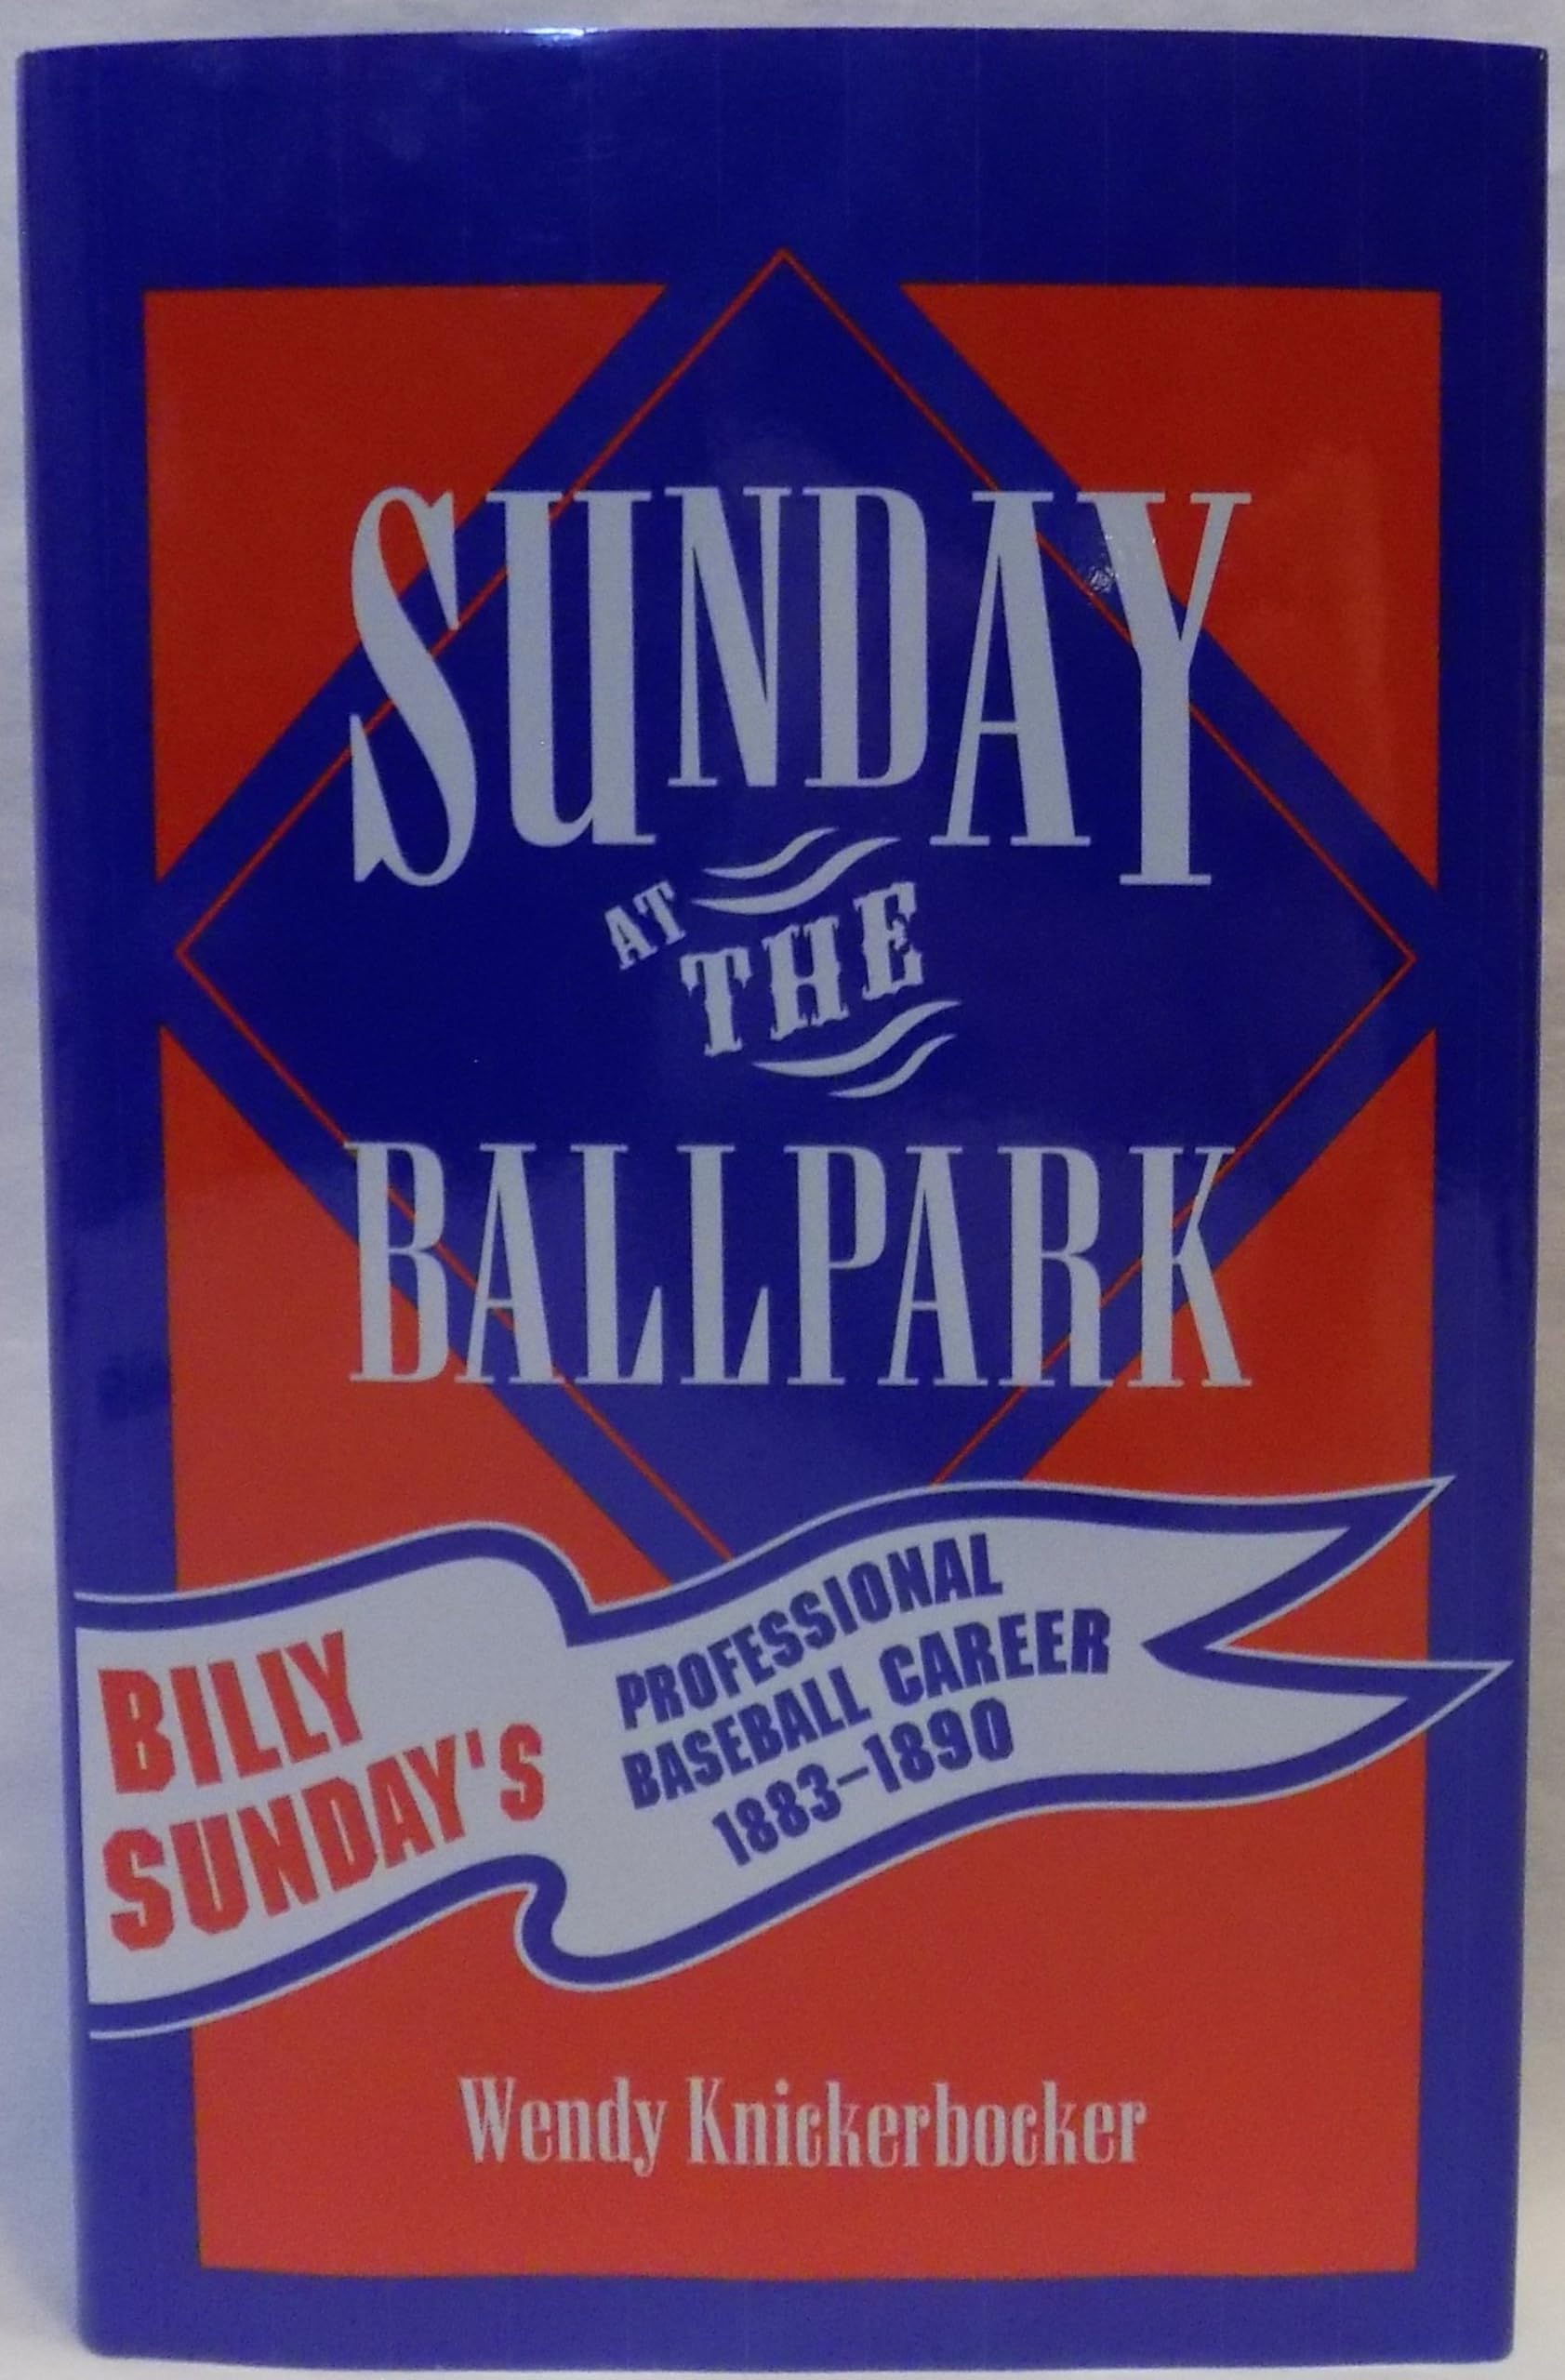 SUNDAY
AT
THE
BALLPARK
BILLY
SUNDAY'S
PROFESSIONAL
BASEBALL CAREER
1883–1890
Wendy Knickerbocker